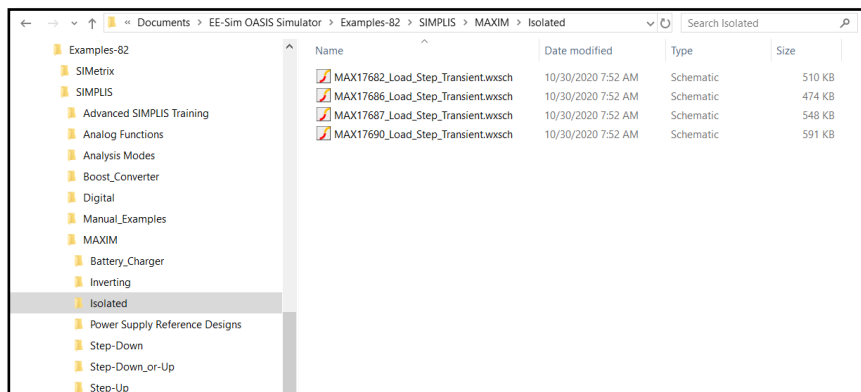 « Documents > EE-Sim OASIS Simulator > Examples-82 > SIMPLIS > MAXIM > Isolated
Search Isolated
Examples-82
SIMetrix
SIMPLIS
Advanced SIMPLIS Training
Analog Functions
Analysis Modes
Boost_Converter
Digital
Manual_Examples
MAXIM
Battery_Charger
Inverting
Isolated
Power Supply Reference Designs
Step-Down
Step-Down_or-Up
Step-Up
Name Date modified Type Size
MAX17682_Load_Step_Transient.wxsch 10/30/2020 7:52 AM Schematic 510 KB
MAX17686_Load_Step_Transient.wxsch 10/30/2020 7:52 AM Schematic 474 KB
MAX17687_Load_Step_Transient.wxsch 10/30/2020 7:52 AM Schematic 548 KB
MAX17690_Load_Step_Transient.wxsch 10/30/2020 7:52 AM Schematic 591 KB